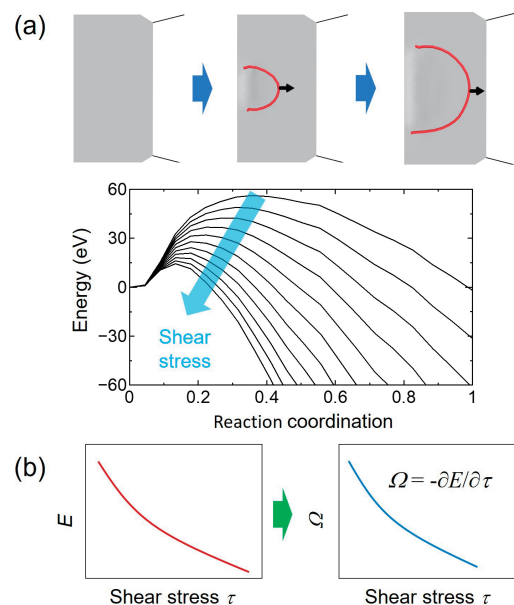 (a)
60
30
0
−30
−60
Energy (eV)
Shear
stress
0
0.2
0.4
0.6
0.8
1
Reaction coordination
(b)
E
Shear stress τ
Ω = -∂E/∂τ
Ω
Shear stress τ